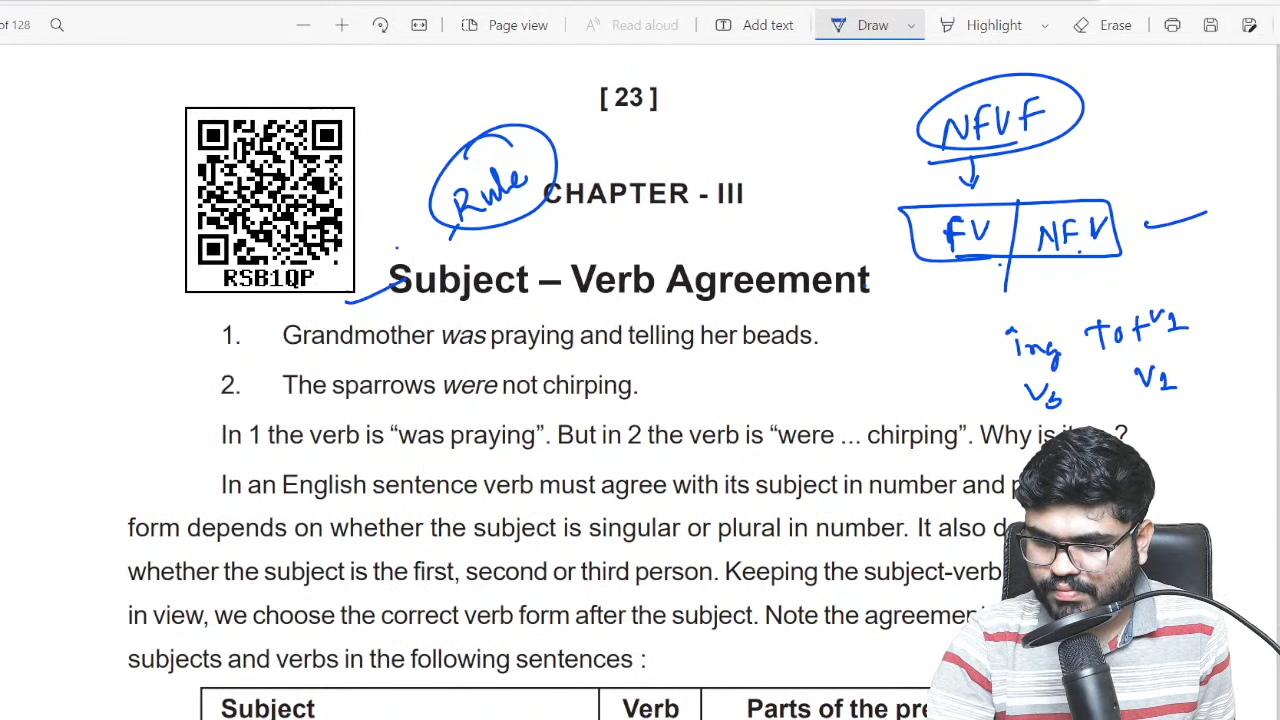 of 128
Page view
Read aloud
Add text
Draw
Highlight
Erase
[ 23 ]
NFVF
Rule
CHAPTER - III
FV
NFV
RSB1QP
Subject – Verb Agreement
ing To+V1
V3 V1
1. Grandmother was praying and telling her beads.
2. The sparrows were not chirping.
In 1 the verb is “was praying”. But in 2 the verb is “were ... chirping”. Why is ?
In an English sentence verb must agree with its subject in number and
form depends on whether the subject is singular or plural in number. It also
whether the subject is the first, second or third person. Keeping the subject-verb
in view, we choose the correct verb form after the subject. Note the
subjects and verbs in the following sentences :
Subject Verb Parts of the